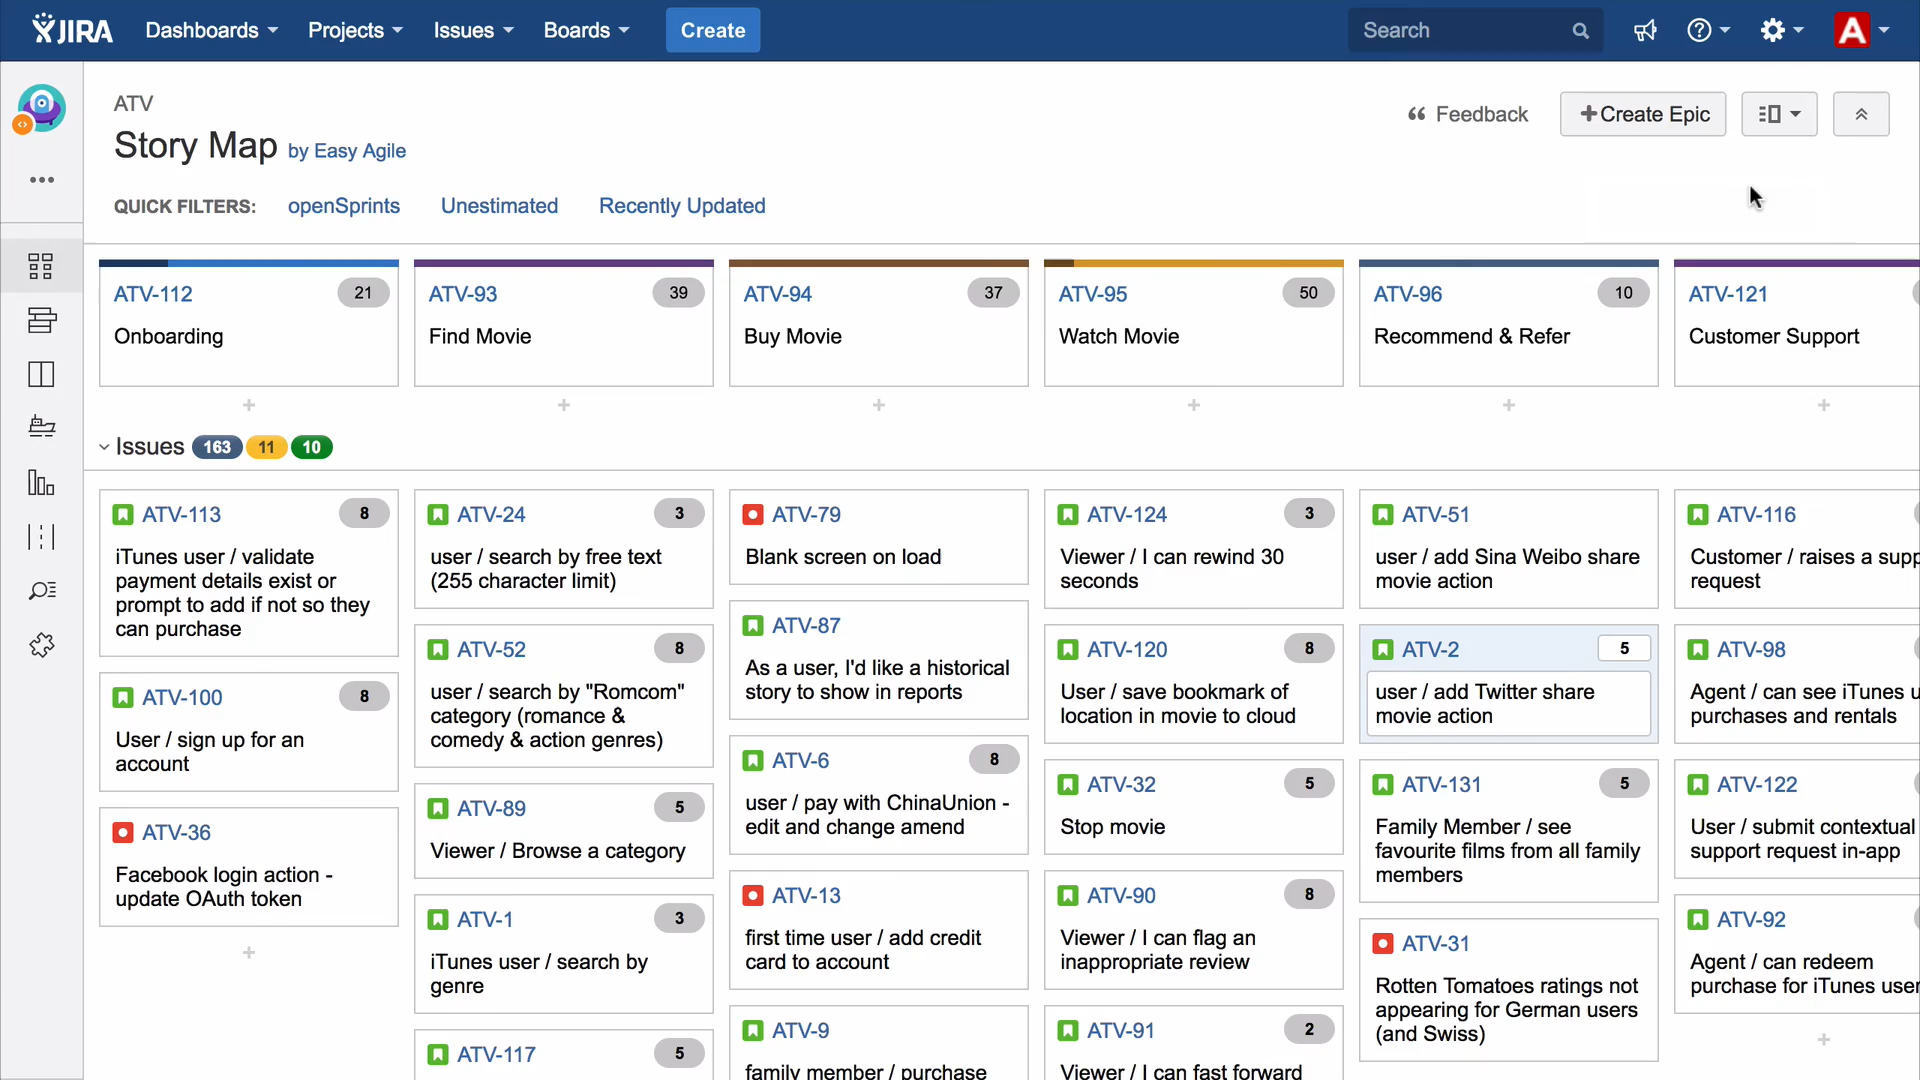 JIRA
Dashboards
Projects
Issues
Boards
Create
Search
A
ATV
Story Map by Easy Agile
Feedback
+Create Epic
QUICK FILTERS:
openSprints
Unestimated
Recently Updated
ATV-112
21
Onboarding
ATV-93
39
Find Movie
ATV-94
37
Buy Movie
ATV-95
50
Watch Movie
ATV-96
10
Recommend & Refer
ATV-121
Customer Support
Issues 163 11 10
ATV-113
8
iTunes user / validate
payment details exist or
prompt to add if not so they
can purchase
ATV-100
8
User / sign up for an
account
ATV-36
Facebook login action -
update OAuth token
ATV-24
3
user / search by free text
(255 character limit)
ATV-52
8
user / search by "Romcom"
category (romance &
comedy & action genres)
ATV-89
5
Viewer / Browse a category
ATV-1
3
iTunes user / search by
genre
ATV-117
5
ATV-79
Blank screen on load
ATV-87
As a user, I'd like a historical
story to show in reports
ATV-6
8
user / pay with ChinaUnion -
edit and change amend
ATV-13
first time user / add credit
card to account
ATV-9
family member / purchase
ATV-124
3
Viewer / I can rewind 30
seconds
ATV-120
8
User / save bookmark of
location in movie to cloud
ATV-32
5
Stop movie
ATV-90
8
Viewer / I can flag an
inappropriate review
ATV-91
2
Viewer / I can fast forward
ATV-51
user / add Sina Weibo share
movie action
ATV-2
5
user / add Twitter share
movie action
ATV-131
5
Family Member / see
favourite films from all family
members
ATV-31
Rotten Tomatoes ratings not
appearing for German users
(and Swiss)
ATV-116
Customer / raises a supp
request
ATV-98
Agent / can see iTunes u
purchases and rentals
ATV-122
User / submit contextual
support request in-app
ATV-92
Agent / can redeem
purchase for iTunes user